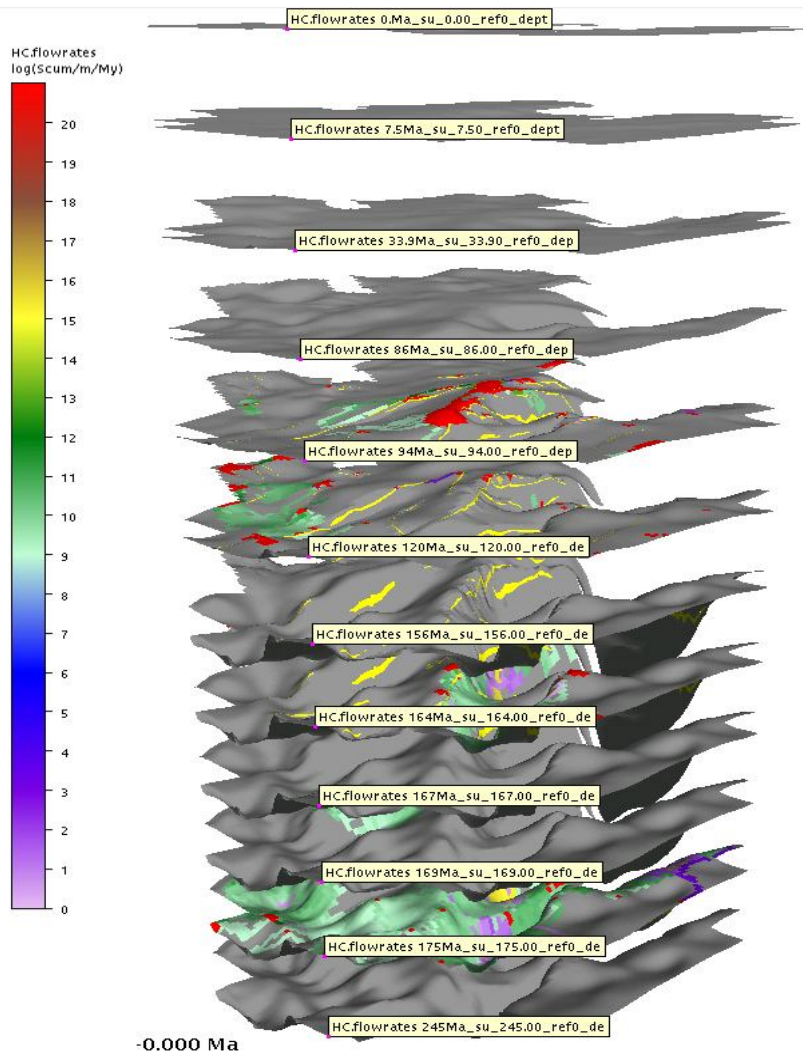 HC.flowrates 0.Ma_su_0.00_ref0_dept
HC.flowrates
log(Scum/m/My)
20
19
18
17
16
15
14
13
12
11
10
9
8
7
6
5
4
3
2
1
0
HC.flowrates 7.5Ma_su_7.50_ref0_dept
HC.flowrates 33.9Ma_su_33.90_ref0_dep
HC.flowrates 86Ma_su_86.00_ref0_dep
HC.flowrates 94Ma_su_94.00_ref0_dep
HC.flowrates 120Ma_su_120.00_ref0_de
HC.flowrates 156Ma_su_156.00_ref0_de
HC.flowrates 164Ma_su_164.00_ref0_de
HC.flowrates 167Ma_su_167.00_ref0_de
HC.flowrates 169Ma_su_169.00_ref0_de
HC.flowrates 175Ma_su_175.00_ref0_de
HC.flowrates 245Ma_su_245.00_ref0_de
-0.000 Ma